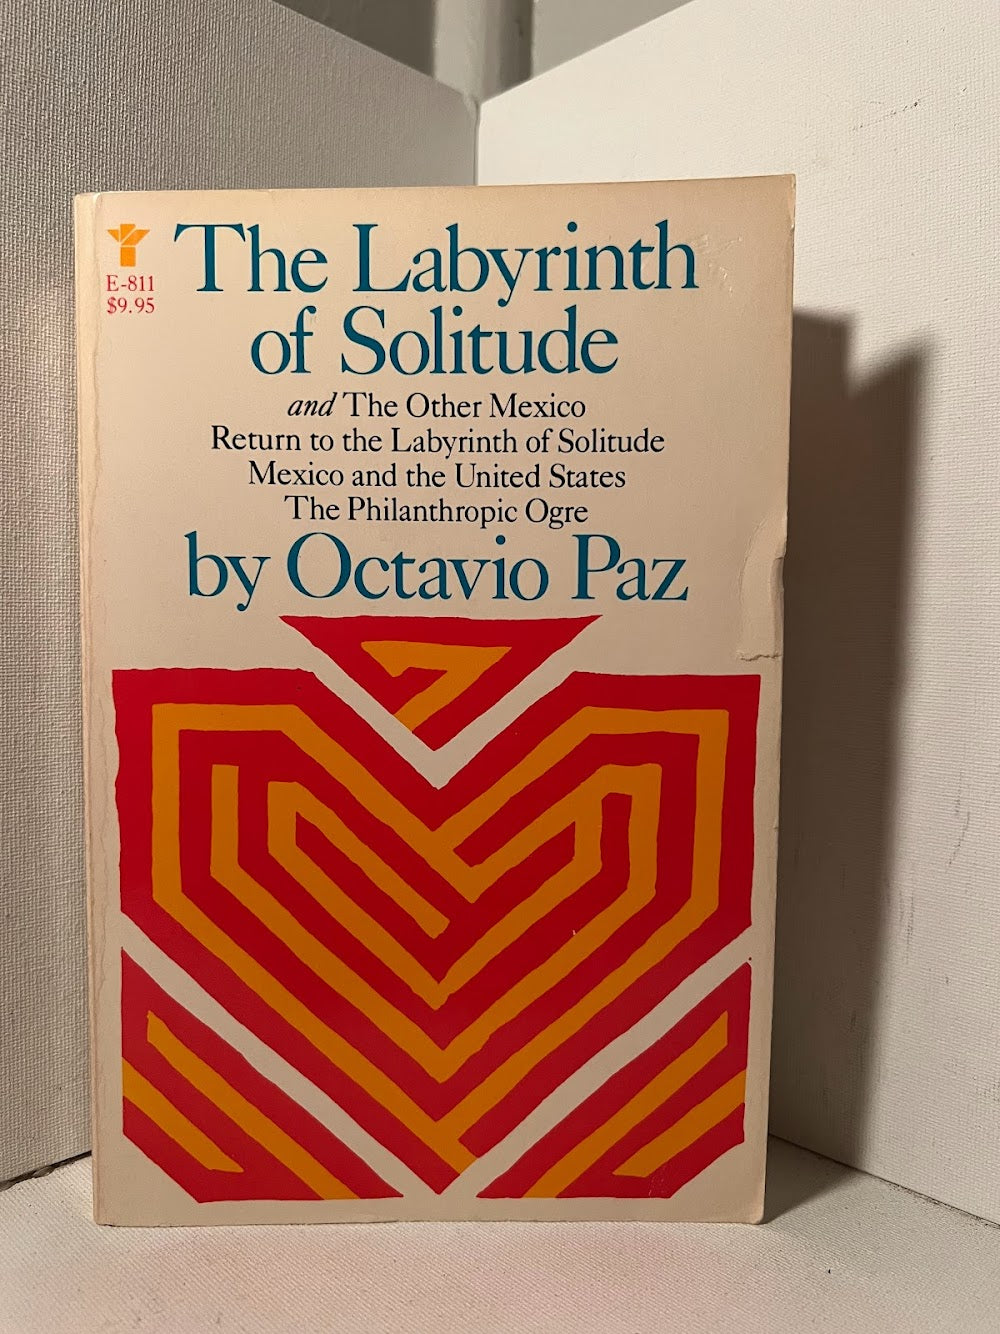 E-811
$9.95
The Labyrinth
of Solitude
and The Other Mexico
Return to the Labyrinth of Solitude
Mexico and the United States
The Philanthropic Ogre
by Octavio Paz